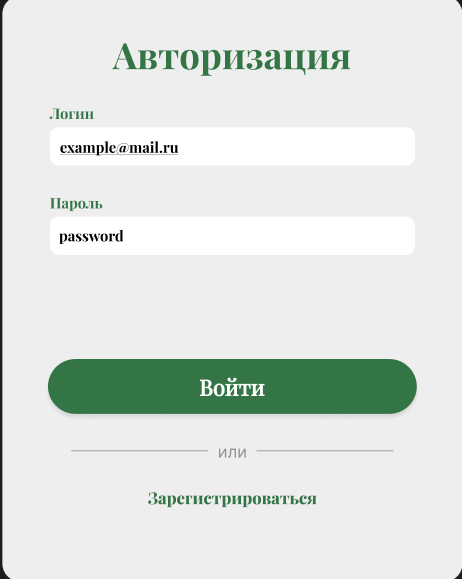 Авторизация
Логин
example@mail.ru
Пароль
password
Войти
или
Зарегистрироваться